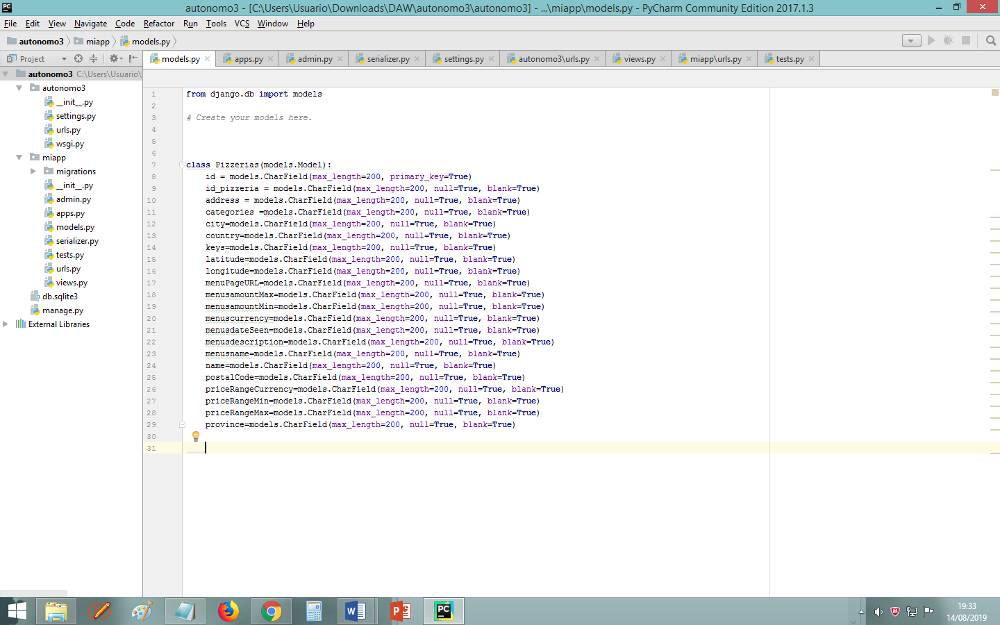 autonomo3 - [C:\Users\Usuario\Downloads\DAW\autonomo3\autonomo3] - ...\miapp\models.py - PyCharm Community Edition 2017.1.3
File Edit View Navigate Code Refactor Run Tools VCS Window Help
autonomo3 miapp models.py
Project
models.py apps.py admin.py serializer.py settings.py autonomo3\urls.py views.py miapp\urls.py tests.py
autonomo3 C:\Users\Usuario\
autonomo3
__init__.py
settings.py
urls.py
wsgi.py
miapp
migrations
__init__.py
admin.py
apps.py
models.py
serializer.py
tests.py
urls.py
views.py
db.sqlite3
manage.py
External Libraries
1 from django.db import models
2
3 # Create your models here.
4
5
6
7 class Pizzerias(models.Model):
8 id = models.CharField(max_length=200, primary_key=True)
9 id_pizzeria = models.CharField(max_length=200, null=True, blank=True)
10 address = models.CharField(max_length=200, null=True, blank=True)
11 categories =models.CharField(max_length=200, null=True, blank=True)
12 city=models.CharField(max_length=200, null=True, blank=True)
13 country=models.CharField(max_length=200, null=True, blank=True)
14 keys=models.CharField(max_length=200, null=True, blank=True)
15 latitude=models.CharField(max_length=200, null=True, blank=True)
16 longitude=models.CharField(max_length=200, null=True, blank=True)
17 menuPageURL=models.CharField(max_length=200, null=True, blank=True)
18 menusamountMax=models.CharField(max_length=200, null=True, blank=True)
19 menusamountMin=models.CharField(max_length=200, null=True, blank=True)
20 menuscurrency=models.CharField(max_length=200, null=True, blank=True)
21 menusdateSeen=models.CharField(max_length=200, null=True, blank=True)
22 menusdescription=models.CharField(max_length=200, null=True, blank=True)
23 menusname=models.CharField(max_length=200, null=True, blank=True)
24 name=models.CharField(max_length=200, null=True, blank=True)
25 postalCode=models.CharField(max_length=200, null=True, blank=True)
26 priceRangeCurrency=models.CharField(max_length=200, null=True, blank=True)
27 priceRangeMin=models.CharField(max_length=200, null=True, blank=True)
28 priceRangeMax=models.CharField(max_length=200, null=True, blank=True)
29 province=models.CharField(max_length=200, null=True, blank=True)
30
31
19:33
14/08/2019